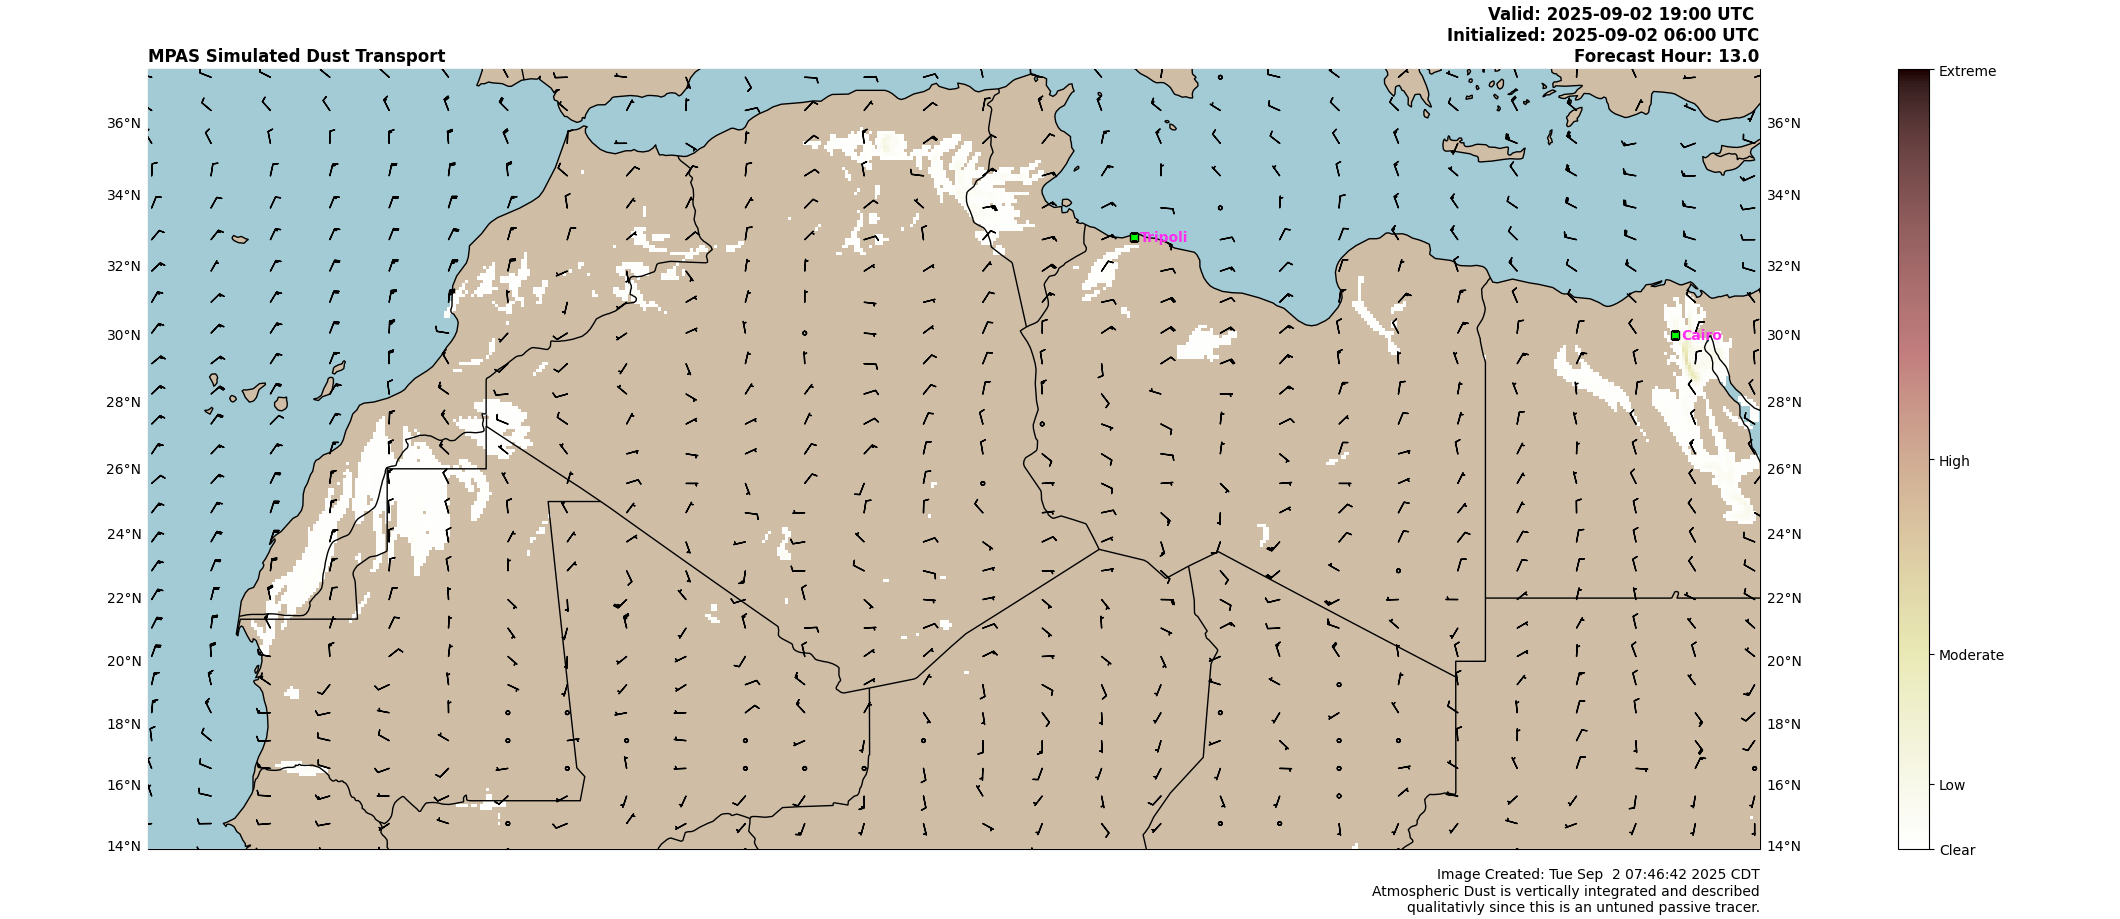 Valid: 2025-09-02 19:00 UTC
Initialized: 2025-09-02 06:00 UTC
MPAS Simulated Dust Transport
Forecast Hour: 13.0
Extreme
36°N
36°N
34°N
34°N
Tripoli
32°N
32°N
30°N
Cairo
30°N
28°N
28°N
26°N
26°N
High
24°N
24°N
22°N
22°N
20°N
20°N
Moderate
18°N
18°N
16°N
16°N
Low
14°N
14°N
Clear
Image Created: Tue Sep  2 07:46:42 2025 CDT
Atmospheric Dust is vertically integrated and described
qualitativly since this is an untuned passive tracer.